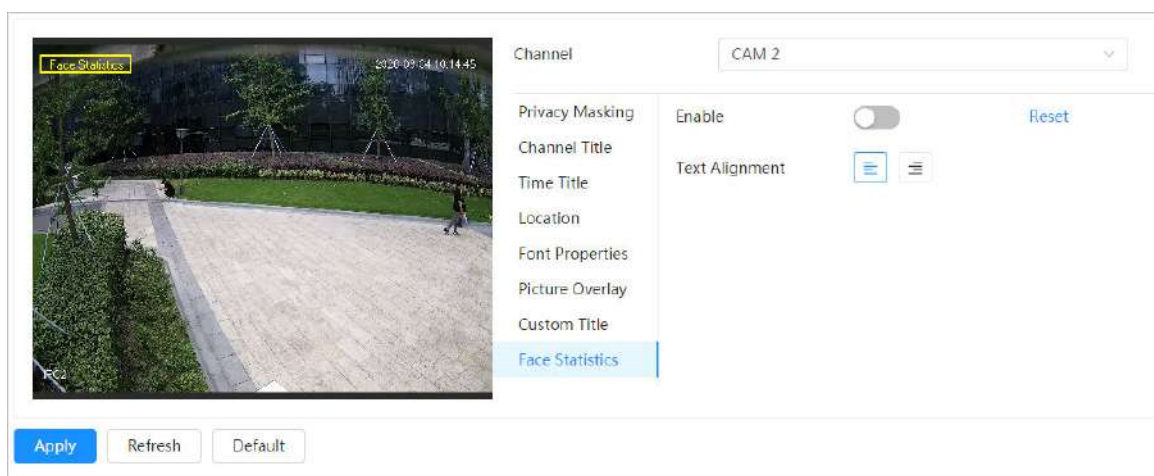 Face Statistics
2020-09-04 10:14:45
IPC2
Channel
CAM 2
Privacy Masking
Channel Title
Time Title
Location
Font Properties
Picture Overlay
Custom Title
Face Statistics
Enable
Reset
Text Alignment
Apply
Refresh
Default